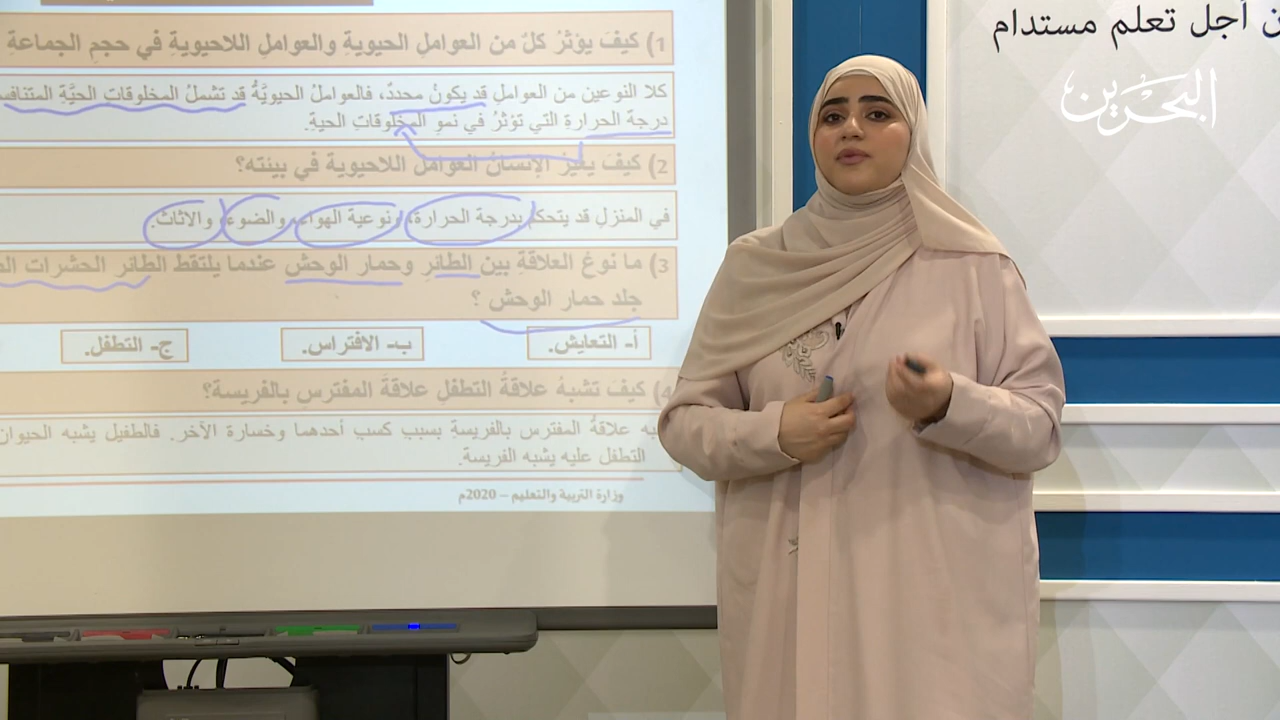 ن أجل تعلم مستدام
البحرين
1) كيفَ يؤثرُ كلٌ من العواملِ الحيويةِ والعواملِ اللاحيويةِ في حجمِ الجماعة
كلا النوعين من العواملِ قد يكونُ محددًا، فالعواملُ الحيويَّةُ قد تشملُ المخلوقاتِ الحيَّةِ المتنافس
درجة الحرارةِ التي تؤثرُ في نموِ المخلوقاتِ الحيةِ.
2) كيفَ يغيّرُ الإنسانُ العواملَ اللاحيوية في بيئته؟
في المنزلِ قد يتحكم بدرجة الحرارة، ونوعية الهواء، والضوء، والاثاث.
3) ما نوعُ العلاقةِ بين الطائرِ وحمار الوحش عندما يلتقط الطائر الحشرات
جلد حمار الوحش ؟
أ- التعايش.
ب- الافتراس.
ج- التطفل.
4) كيفَ تشبهُ علاقةُ التطفلِ علاقةَ المفترسِ بالفريسة؟
علاقةُ المفترس بالفريسةِ بسبب كسبِ أحدهما وخسارة الآخر. فالطفيل يشبه الحيوان
التطفل عليه يشبه الفريسة.
وزارة التربية والتعليم – 2020م